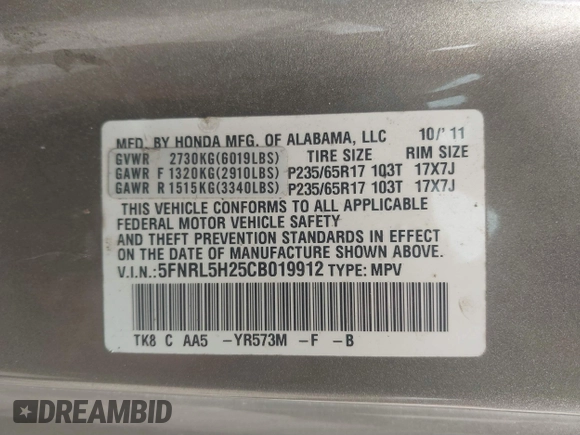 MFD. BY HONDA MFG. OF ALABAMA, LLC 10/'11
GVWR 2730KG(6019LBS) TIRE SIZE RIM SIZE
GAWR F 1320KG(2910LBS) P235/65R17 103T 17X7J
GAWR R 1515KG(3340LBS) P235/65R17 103T 17X7J
THIS VEHICLE CONFORMS TO ALL APPLICABLE
FEDERAL MOTOR VEHICLE SAFETY
AND THEFT PREVENTION STANDARDS IN EFFECT
ON THE DATE OF MANUFACTURE SHOWN ABOVE.
V.I.N.: 5FNRL5H25CB019912 TYPE: MPV
TK8 C AA5 -YR573M -F -B
DREAMBID